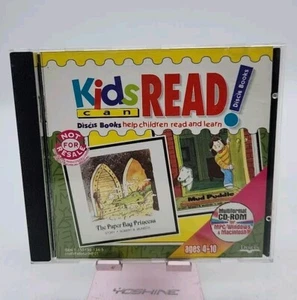 Kids
can
READ!
Discis Books
Discis Books help children read and learn
NOT
FOR
RESALE
Mud Puddle
The Paper Bag Princess
Multiformat
CD-ROM
MPC/Windows
& Macintosh
ages 4-10
YOSHINE